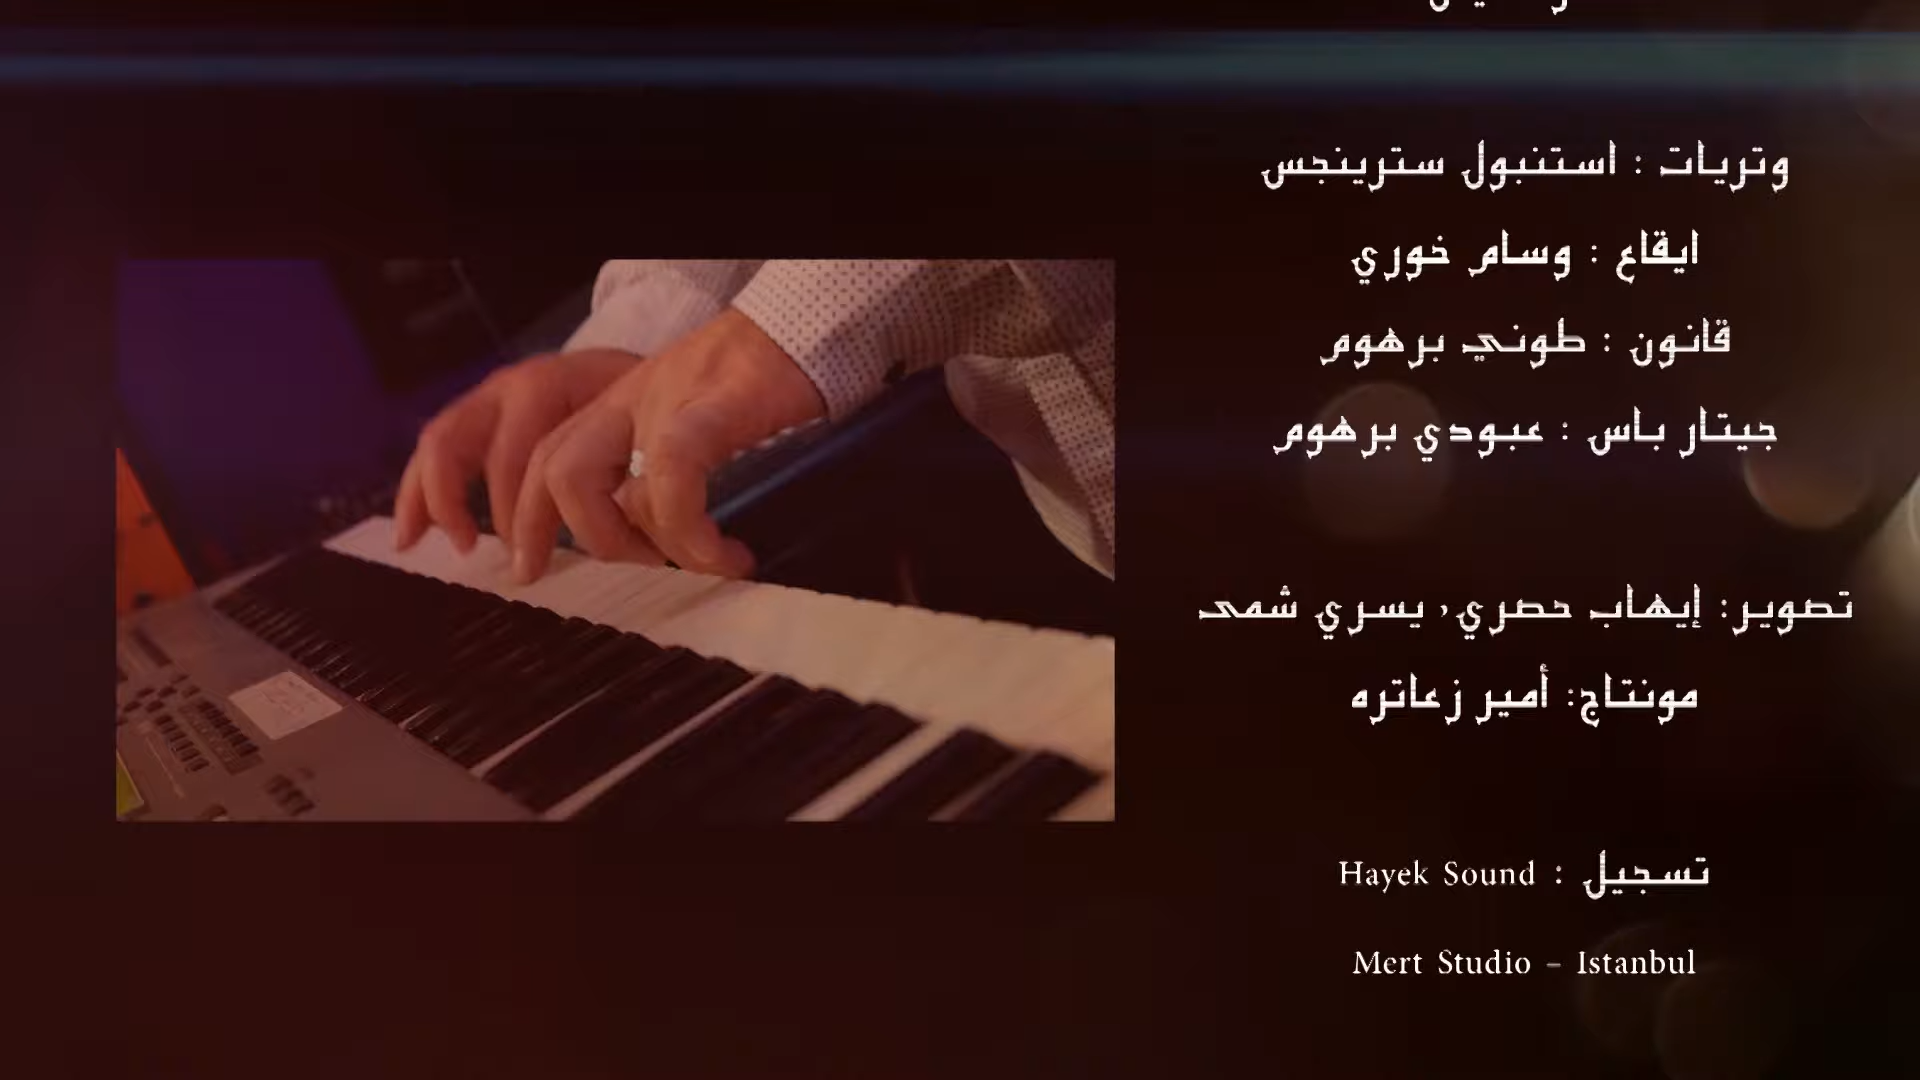 وتريات : استنبول سترينجس
ايقاع : وسام خوري
قانون : طوني برهوم
جيتار باس : عبودي برهوم
تصوير: إيهاب حصري, يسري شمى
مونتاج: أمير زعاتره
تسجيل : Hayek Sound
Mert Studio – Istanbul